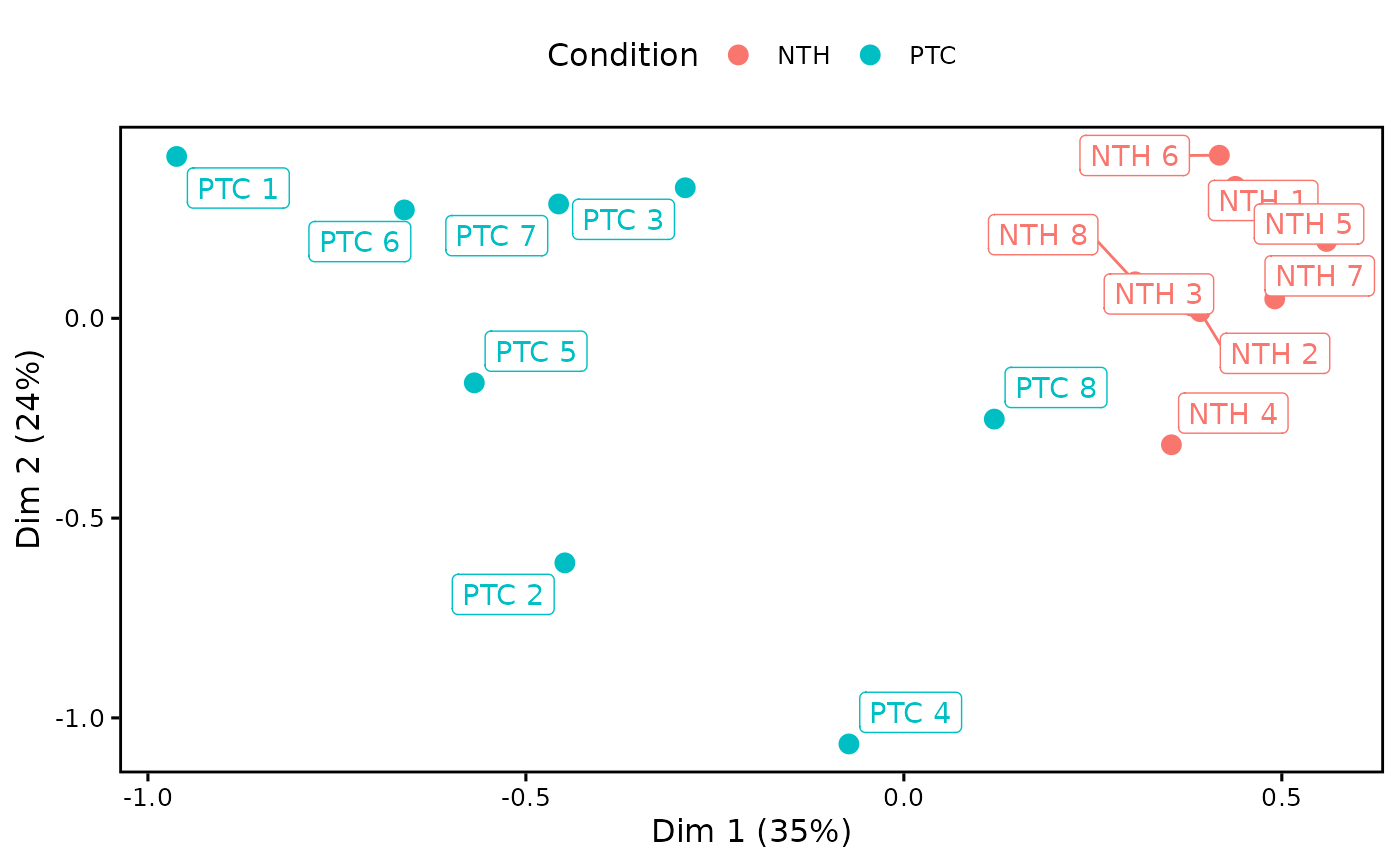 Condition NTH PTC
NTH 6
PTC 1
NTH 1
PTC 3
NTH 5
NTH 8
PTC 7
PTC 6
NTH 7
NTH 3
0.0
PTC 5
NTH 2
PTC 8
NTH 4
-0.5
PTC 2
PTC 4
-1.0
Dim 2 (24%)
-1.0 -0.5 0.0 0.5
Dim 1 (35%)